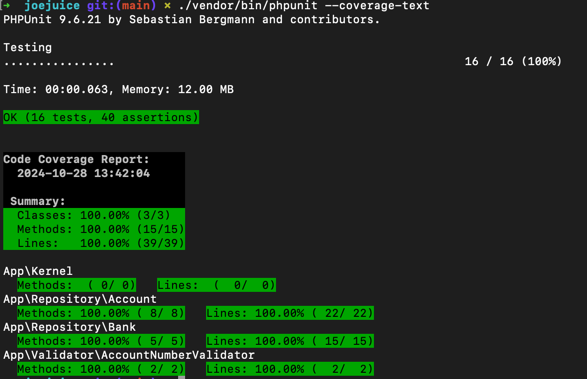 → joejuice git:(main) × ./vendor/bin/phpunit --coverage-text
PHPUnit 9.6.21 by Sebastian Bergmann and contributors.
Testing
................ 16 / 16 (100%)
Time: 00:00.063, Memory: 12.00 MB
OK (16 tests, 40 assertions)
Code Coverage Report:
2024-10-28 13:42:04
Summary:
Classes: 100.00% (3/3)
Methods: 100.00% (15/15)
Lines: 100.00% (39/39)
App\Kernel
Methods: ( 0/ 0) Lines: ( 0/ 0)
App\Repository\Account
Methods: 100.00% ( 8/ 8) Lines: 100.00% ( 22/ 22)
App\Repository\Bank
Methods: 100.00% ( 5/ 5) Lines: 100.00% ( 15/ 15)
App\Validator\AccountNumberValidator
Methods: 100.00% ( 2/ 2) Lines: 100.00% ( 2/ 2)